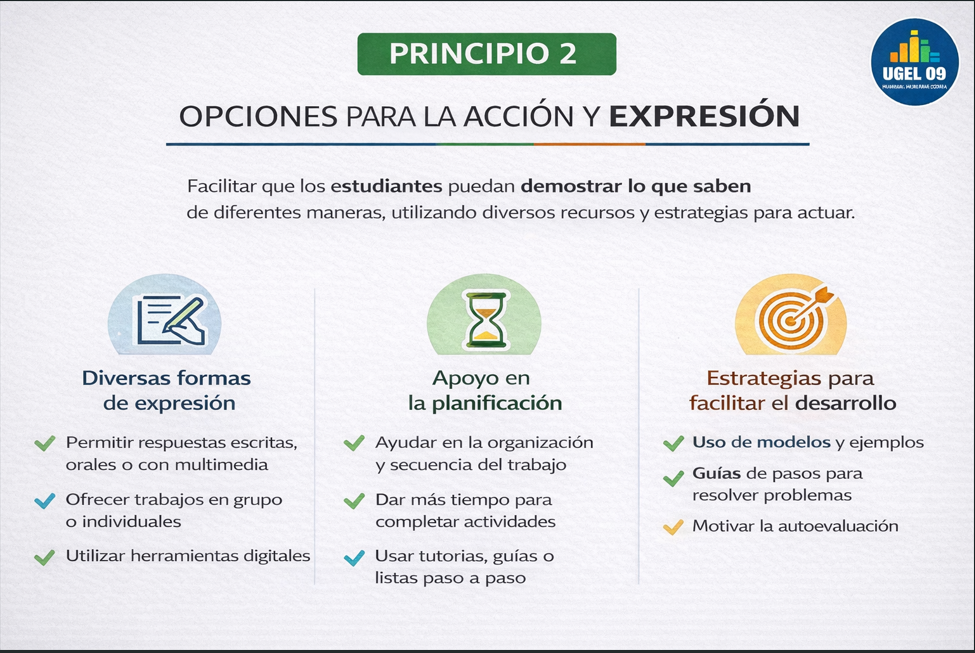 PRINCIPIO 2
UGEL 09
OPCIONES PARA LA ACCIÓN Y EXPRESIÓN
Facilitar que los estudiantes puedan demostrar lo que saben
de diferentes maneras, utilizando diversos recursos y estrategias para actuar.
Diversas formas
de expresión
Permitir respuestas escritas,
orales o con multimedia
Ofrecer trabajos en grupo
o individuales
Utilizar herramientas digitales
Apoyo en
la planificación
Ayudar en la organización
y secuencia del trabajo
Dar más tiempo para
completar actividades
Usar tutorias, guías o
listas paso a paso
Estrategias para
facilitar el desarrollo
Uso de modelos y ejemplos
Guías de pasos para
resolver problemas
Motivar la autoevaluación